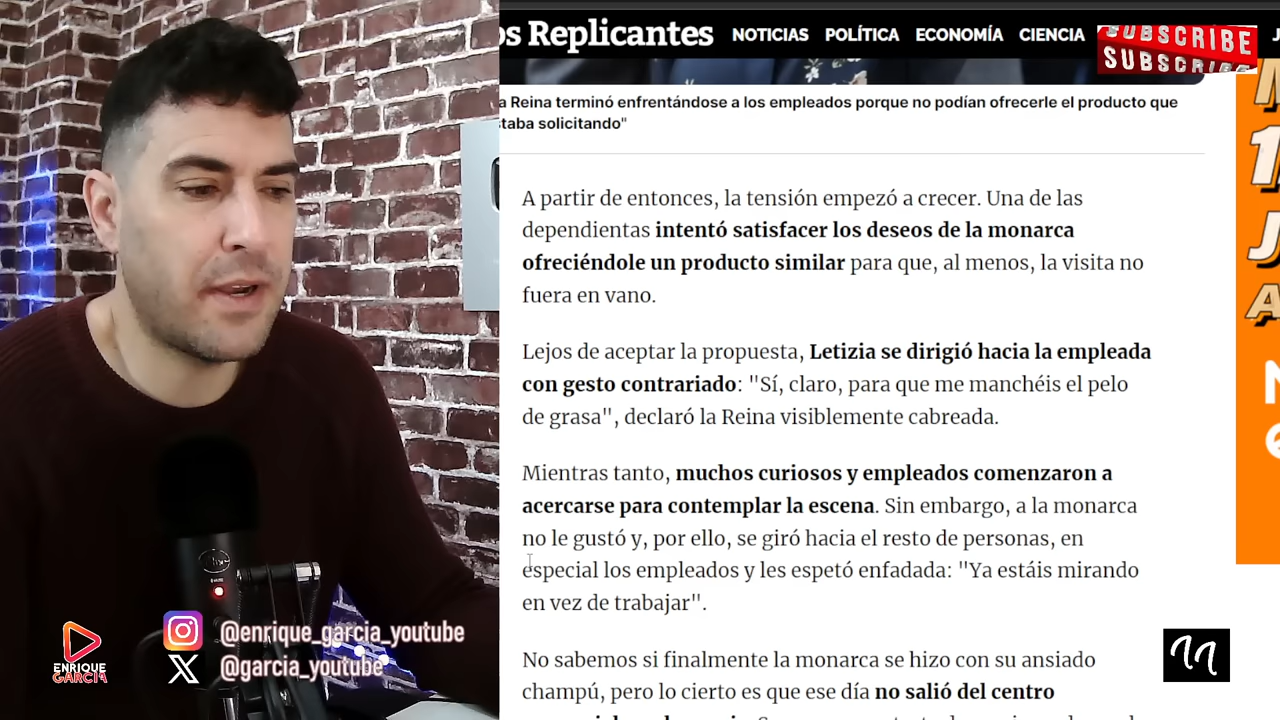 os Replicantes
NOTICIAS POLÍTICA ECONOMÍA CIENCIA
SUBSCRIBE
SUBSCRIBE
a Reina terminó enfrentándose a los empleados porque no podían ofrecerle el producto que
staba solicitando"
A partir de entonces, la tensión empezó a crecer. Una de las
dependientas intentó satisfacer los deseos de la monarca
ofreciéndole un producto similar para que, al menos, la visita no
fuera en vano.
Lejos de aceptar la propuesta, Letizia se dirigió hacia la empleada
con gesto contrariado: "Sí, claro, para que me manchéis el pelo
de grasa", declaró la Reina visiblemente cabreada.
Mientras tanto, muchos curiosos y empleados comenzaron a
acercarse para contemplar la escena. Sin embargo, a la monarca
no le gustó y, por ello, se giró hacia el resto de personas, en
especial los empleados y les espetó enfadada: "Ya estáis mirando
en vez de trabajar".
No sabemos si finalmente la monarca se hizo con su ansiado
champú, pero lo cierto es que ese día no salió del centro
@enrique_garcia_youtube
@garcia_youtube
ENRIQUE
GARCIA